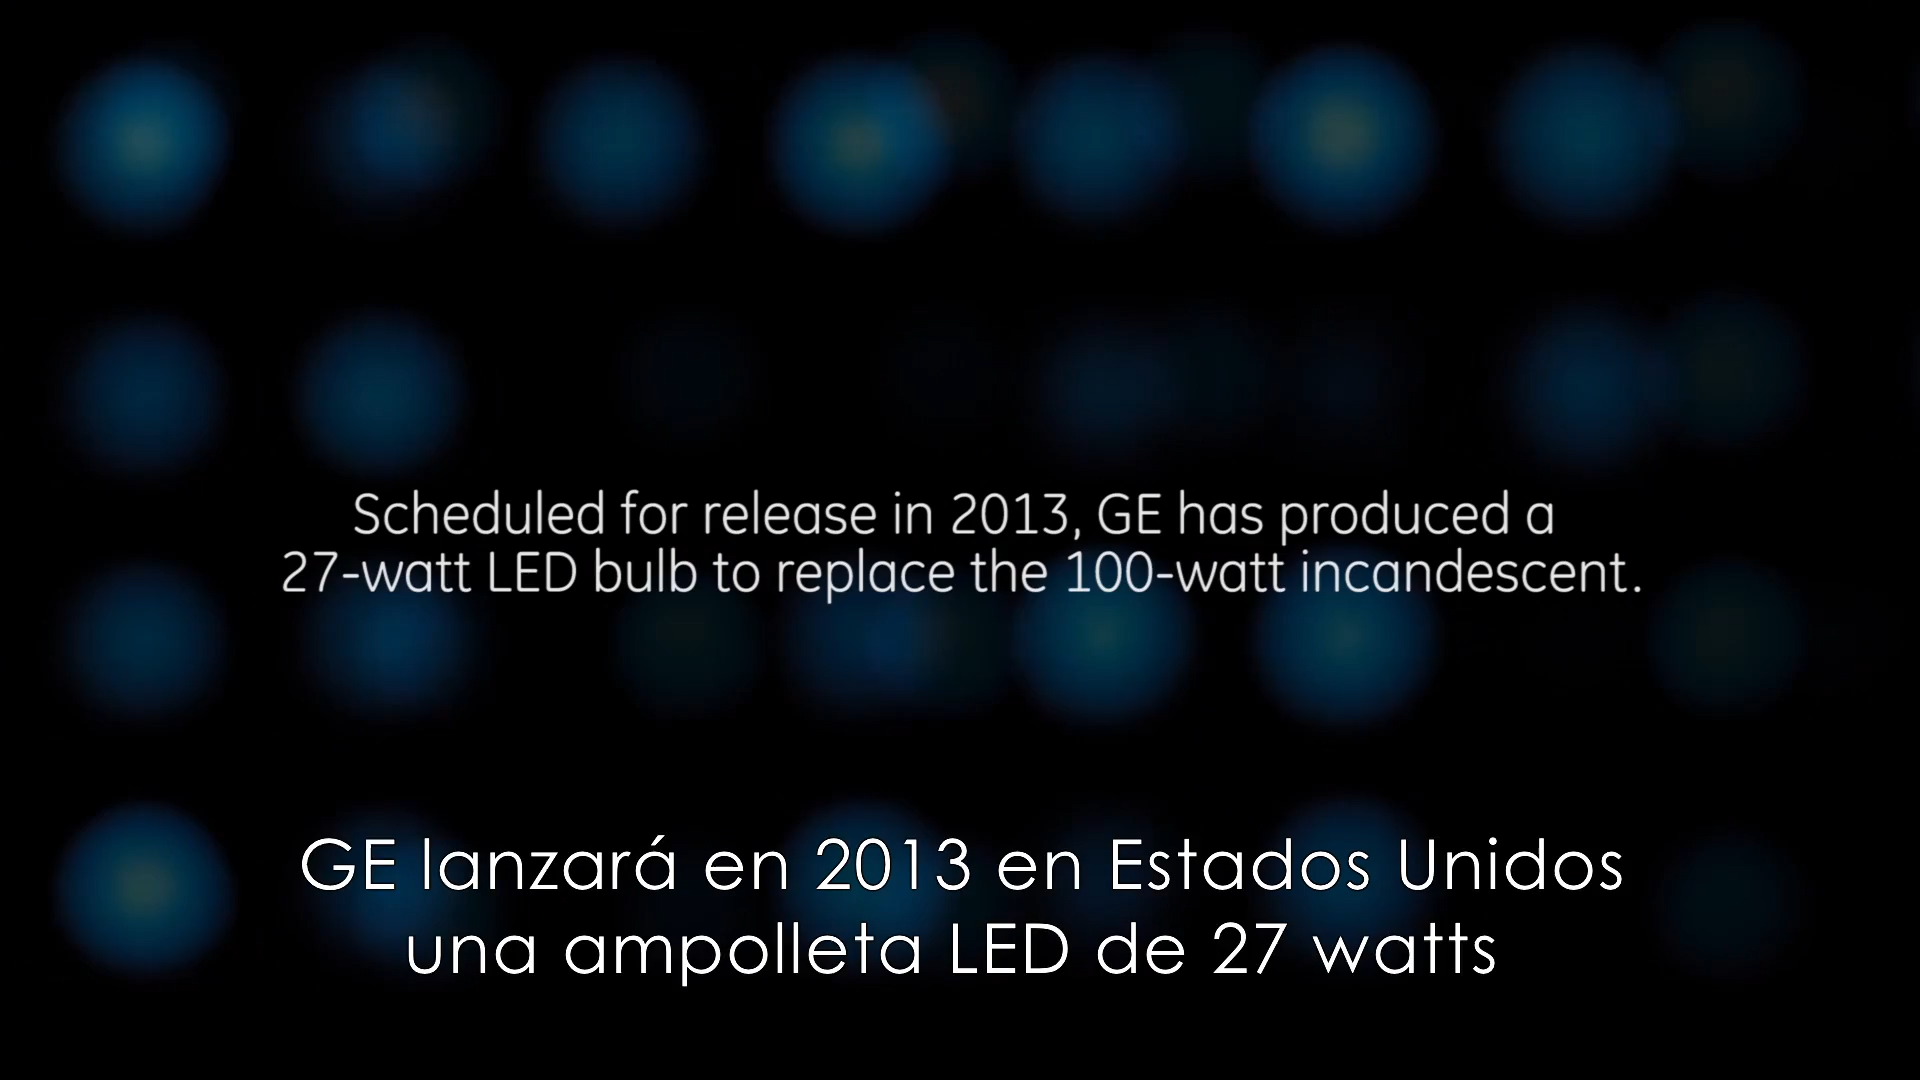 Scheduled for release in 2013, GE has produced a
27-watt LED bulb to replace the 100-watt incandescent.
GE lanzará en 2013 en Estados Unidos
una ampolleta LED de 27 watts